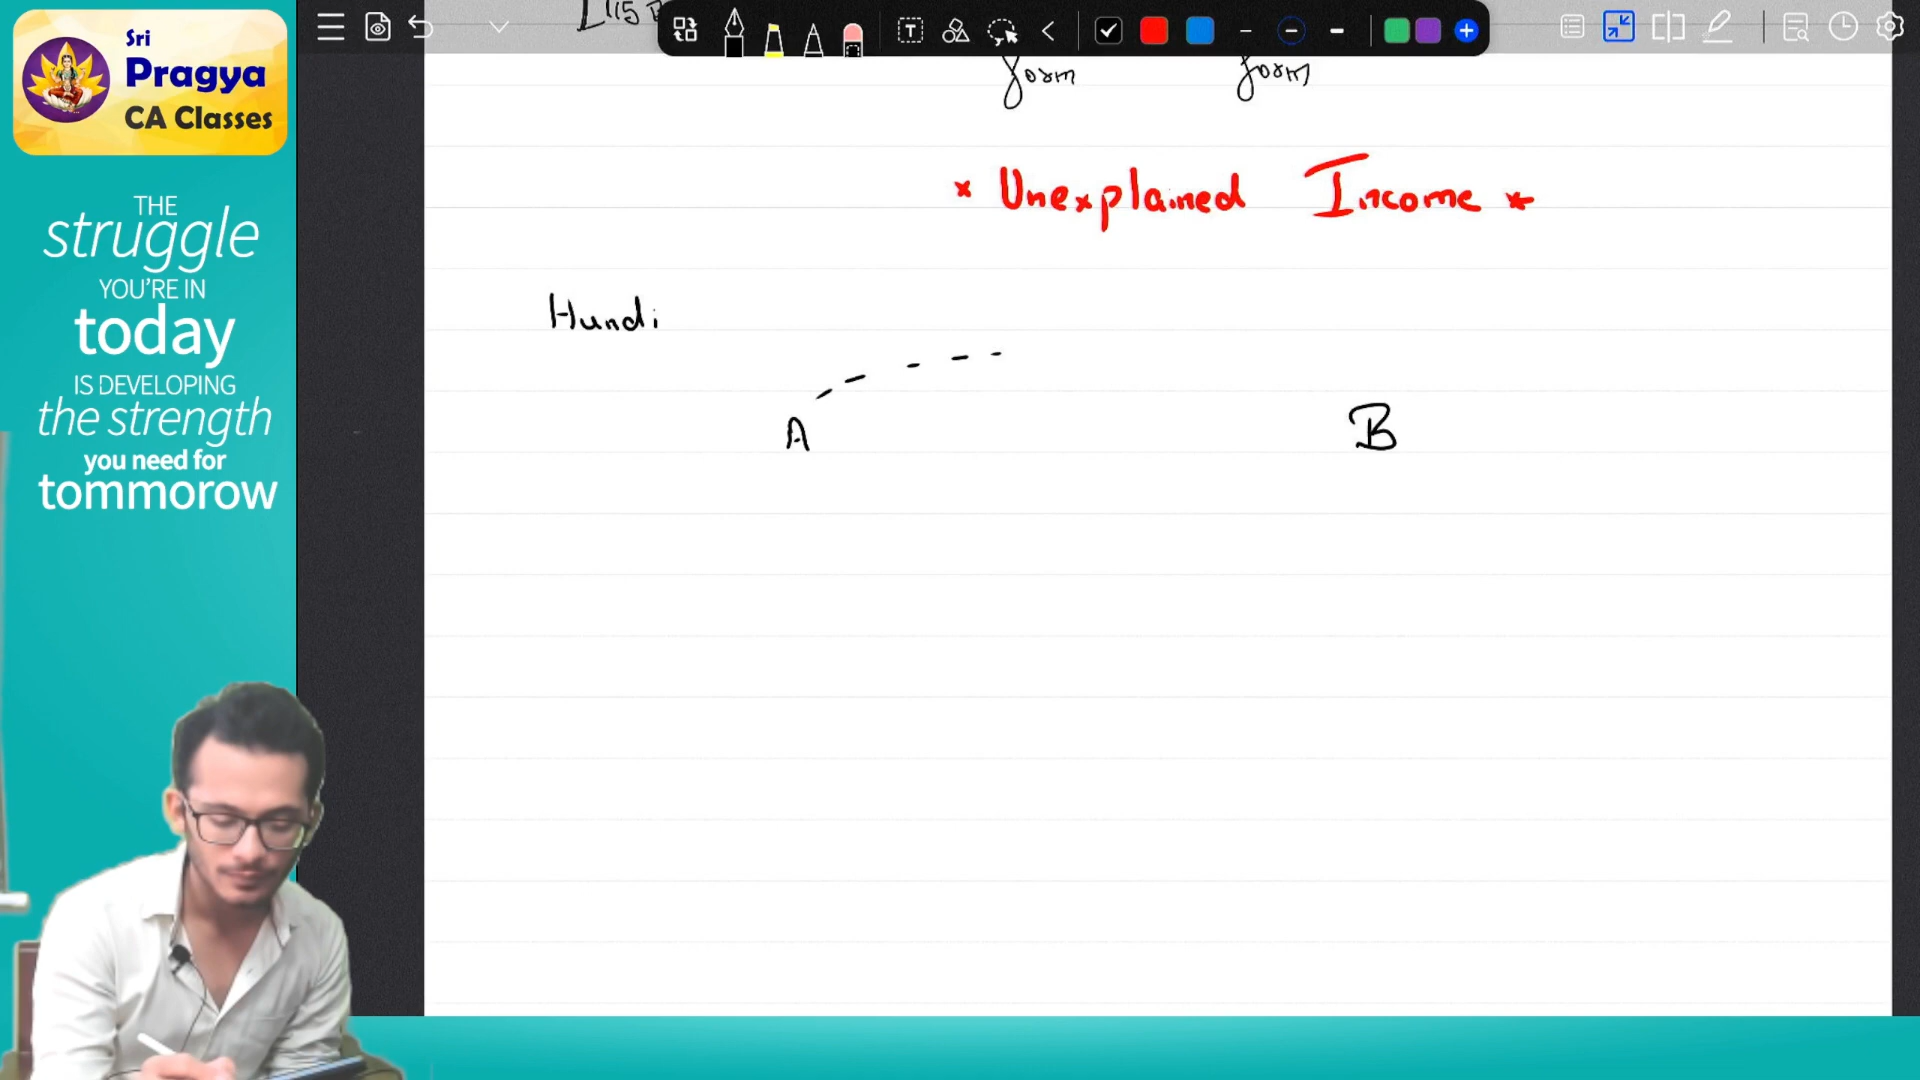 Sri
Pragya
CA Classes
THE
struggle
YOU'RE IN
today
IS DEVELOPING
the strength
you need for
tommorow
[115 B
form form
* Unexplained Income *
Hundi
A B